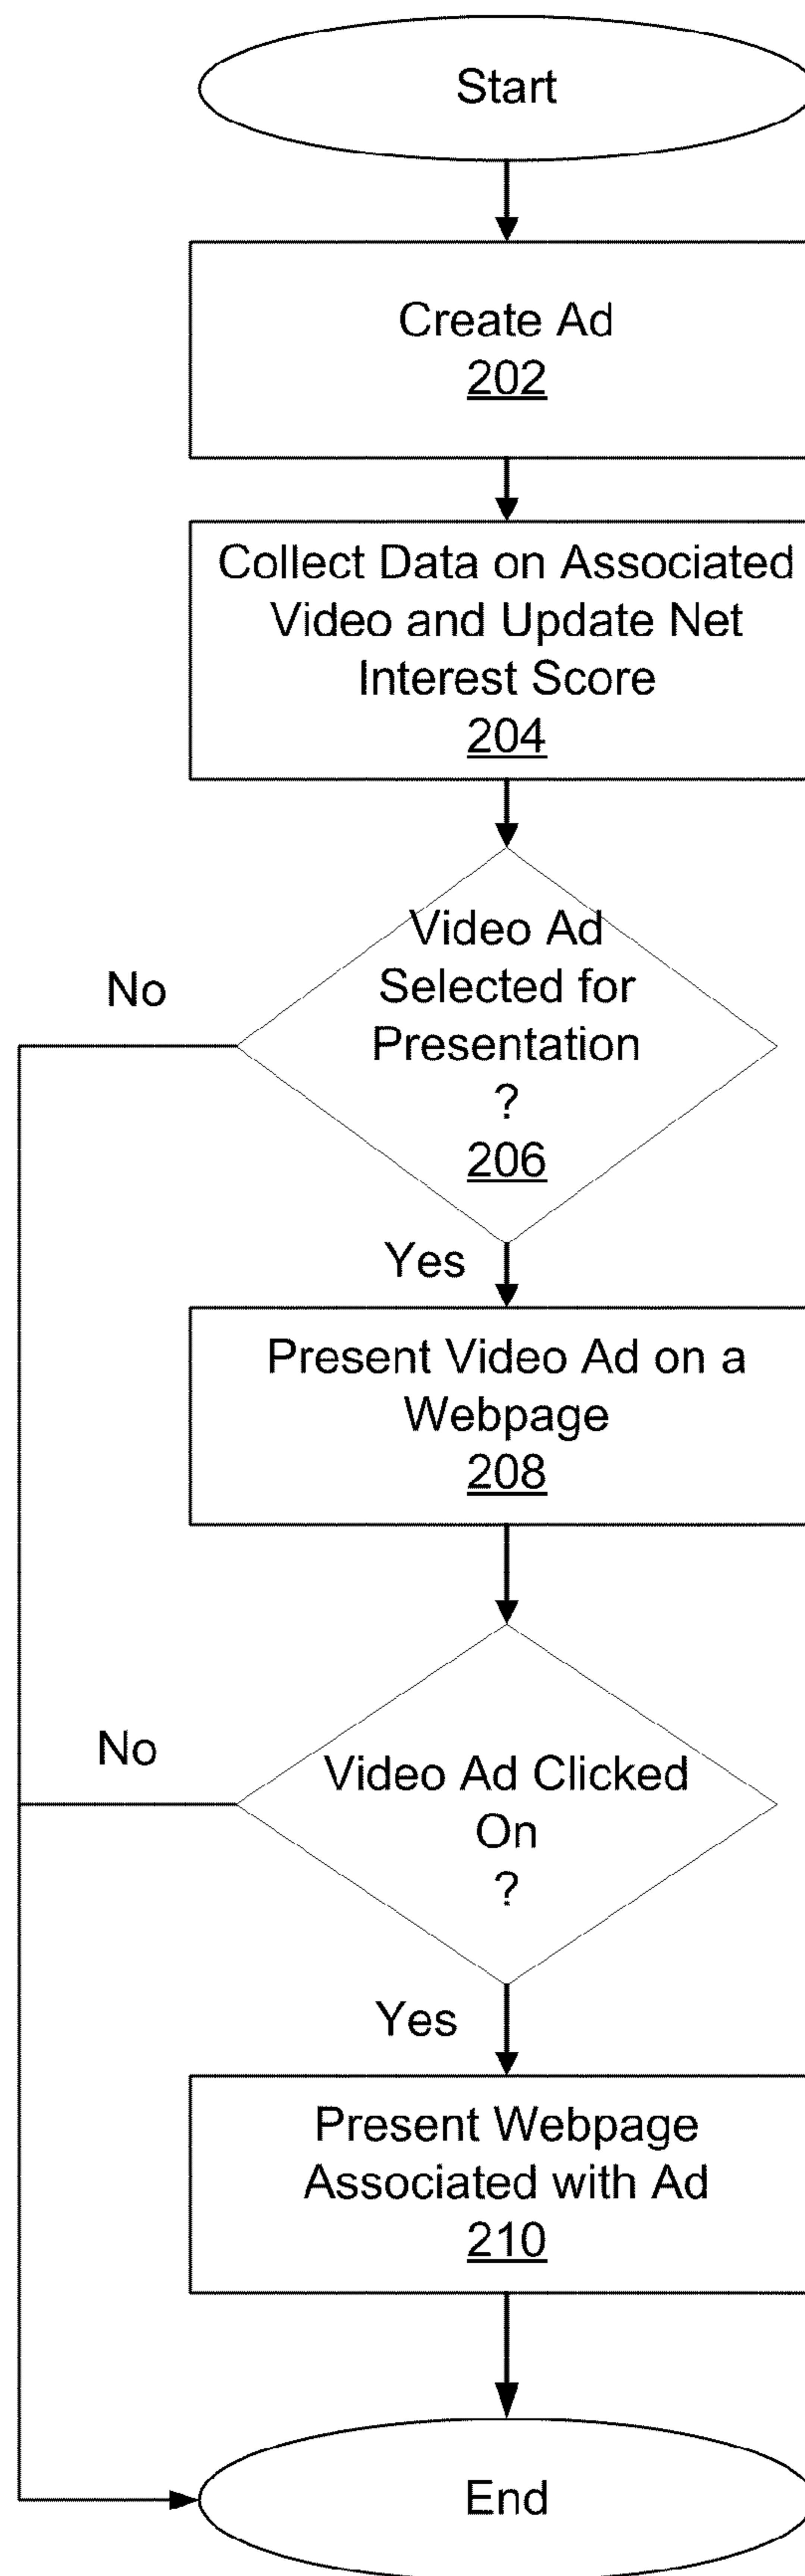 Start
Create Ad
202
Collect Data on Associated
Video and Update Net
Interest Score
204
Video Ad
Selected for
Presentation
?
206
No
Yes
Present Video Ad on a
Webpage
208
Video Ad Clicked
On
?
No
Yes
Present Webpage
Associated with Ad
210
End